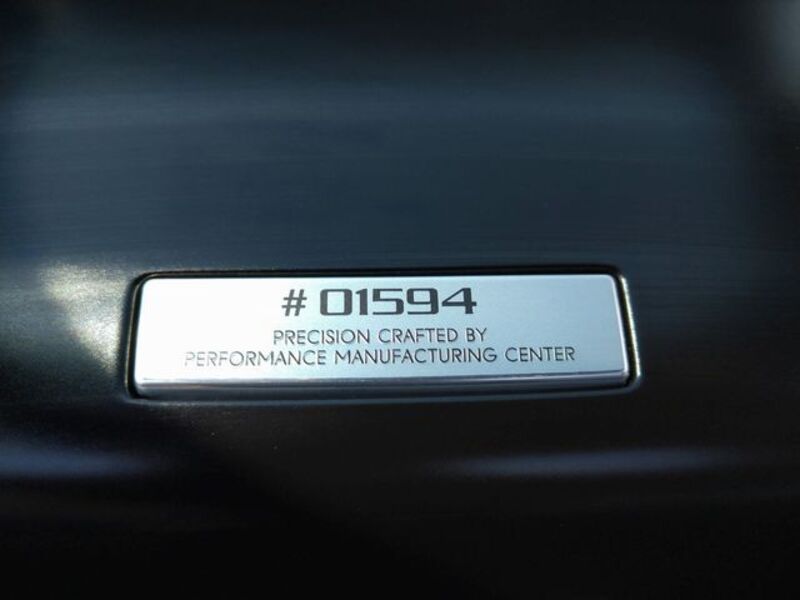 # 01594
PRECISION CRAFTED BY
PERFORMANCE MANUFACTURING CENTER